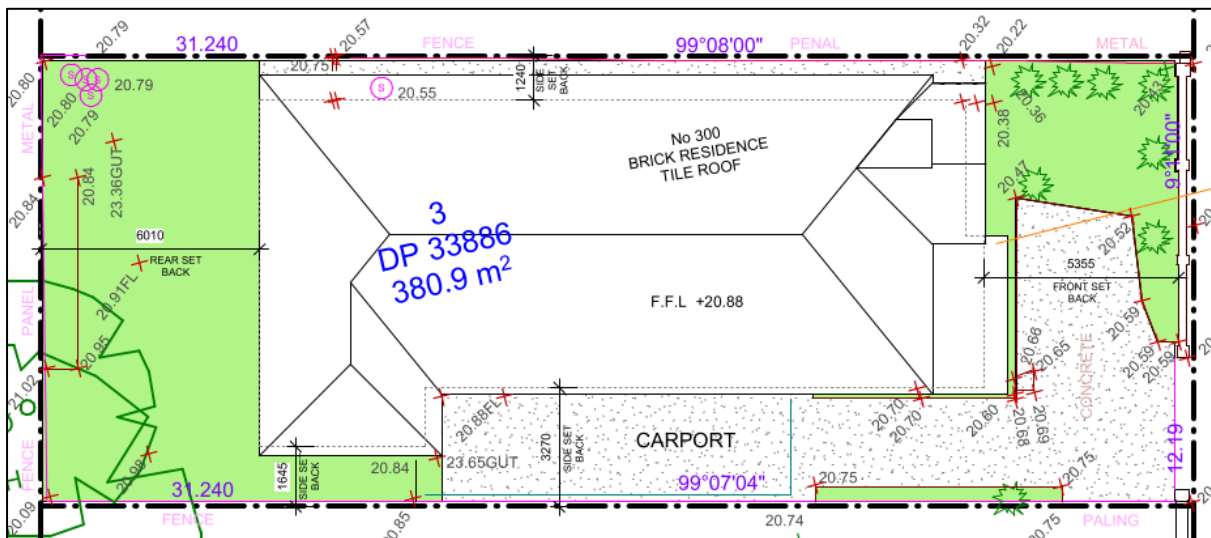 20.79
20.57
20.32
20.22
31.240
FENCE
99°08'00"
PENAL
METAL
20.80
20.75
1240
SIDE
SET
BACK
S
S
S
S
20.79
S
20.55
20.80
20.79
20.36
20.43
20.38
METAL
23.36GUT
20.84
20.84
No 300
BRICK RESIDENCE
TILE ROOF
9°11'00"
20.47
20.52
3
DP 33886
380.9 m²
6010
REAR SET
BACK
5355
FRONT SET
BACK
20.91FL
F.F.L +20.88
PANEL
20.95
21.02
20.66
20.65
20.59
20.59
20.59
CONCRETE
20.88FL
20.70
20.70
20.60
20.68
20.69
CARPORT
3270
SIDE SET
BACK
12.19
FENCE
20.98
1645
SIDE SET
BACK
20.84
23.65GUT
20.75
20.75
20.09
31.240
99°07'04"
FENCE
20.85
20.74
20.75
PALING